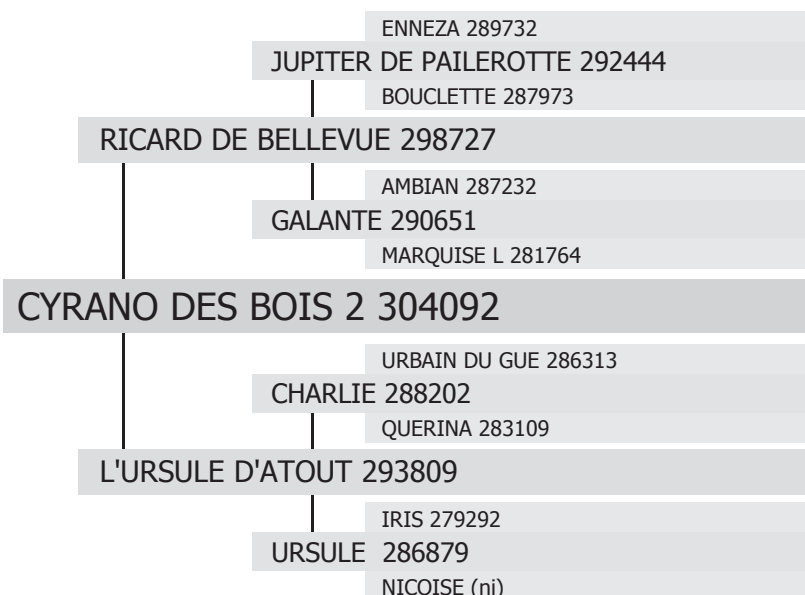 ENNEZA 289732
JUPITER DE PAILEROTTE 292444
BOUCLETTE 287973
RICARD DE BELLEVUE 298727
AMBIAN 287232
GALANTE 290651
MARQUISE L 281764
CYRANO DES BOIS 2 304092
URBAIN DU GUE 286313
CHARLIE 288202
QUERINA 283109
L'URSULE D'ATOUT 293809
IRIS 279292
URSULE 286879
NICOISE (ni)